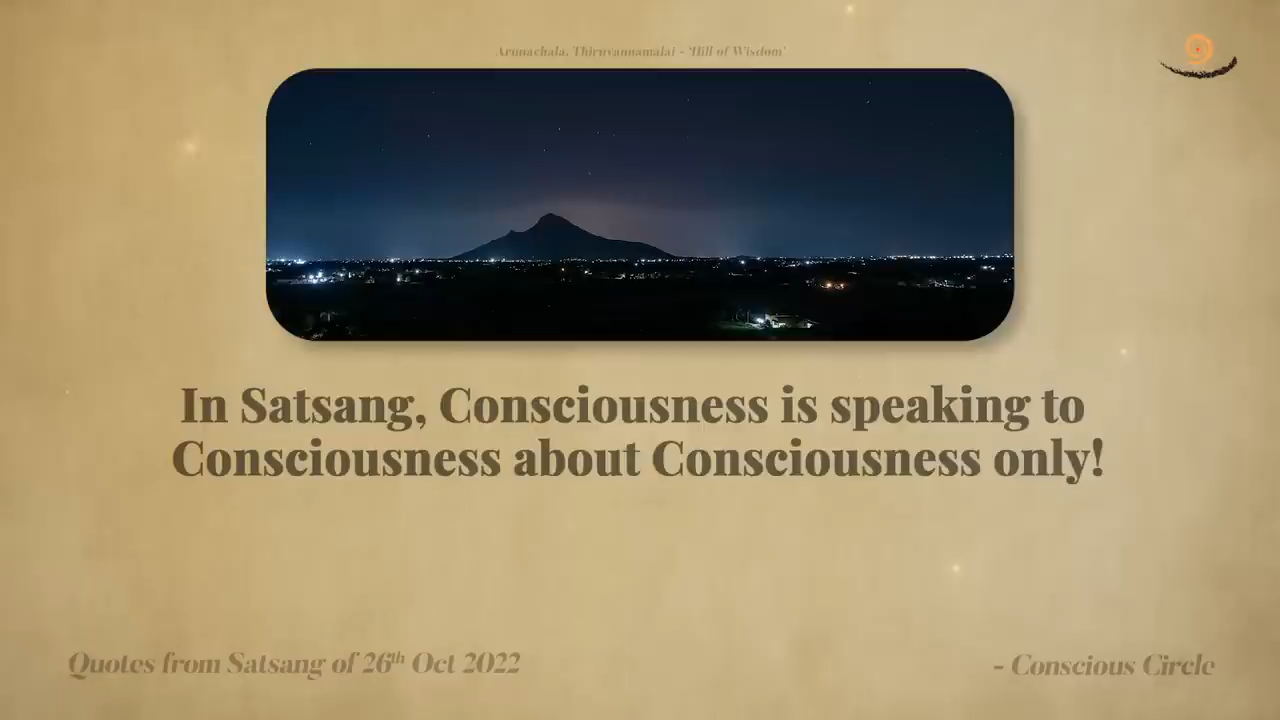 Arunachala, Thiruvannamalai - 'Hill of Wisdom'
In Satsang, Consciousness is speaking to
Consciousness about Consciousness only!
Quotes from Satsang of 26th Oct 2022
- Conscious Circle